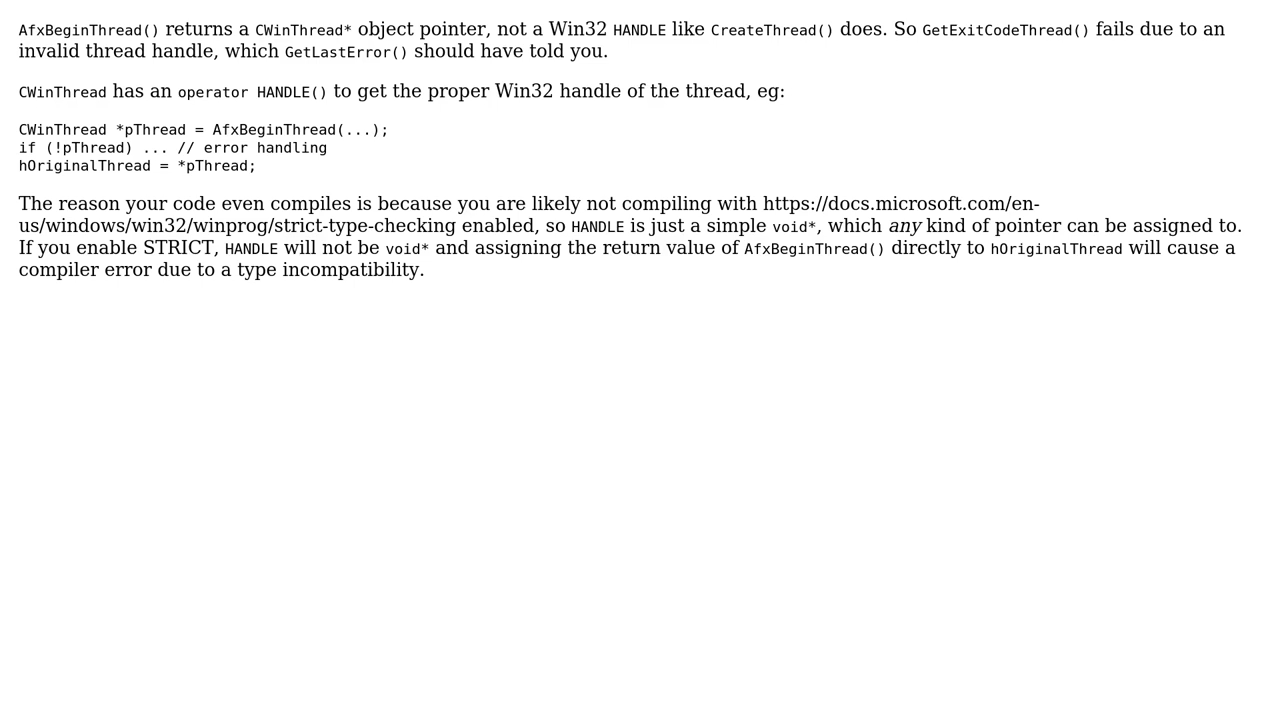 AfxBeginThread() returns a CWinThread* object pointer, not a Win32 HANDLE like CreateThread() does. So GetExitCodeThread() fails due to an
invalid thread handle, which GetLastError() should have told you.
CWinThread has an operator HANDLE() to get the proper Win32 handle of the thread, eg:
CWinThread *pThread = AfxBeginThread(...);
if (!pThread) ... // error handling
hOriginalThread = *pThread;
The reason your code even compiles is because you are likely not compiling with https://docs.microsoft.com/en-
us/windows/win32/winprog/strict-type-checking enabled, so HANDLE is just a simple void*, which any kind of pointer can be assigned to.
If you enable STRICT, HANDLE will not be void* and assigning the return value of AfxBeginThread() directly to hOriginalThread will cause a
compiler error due to a type incompatibility.